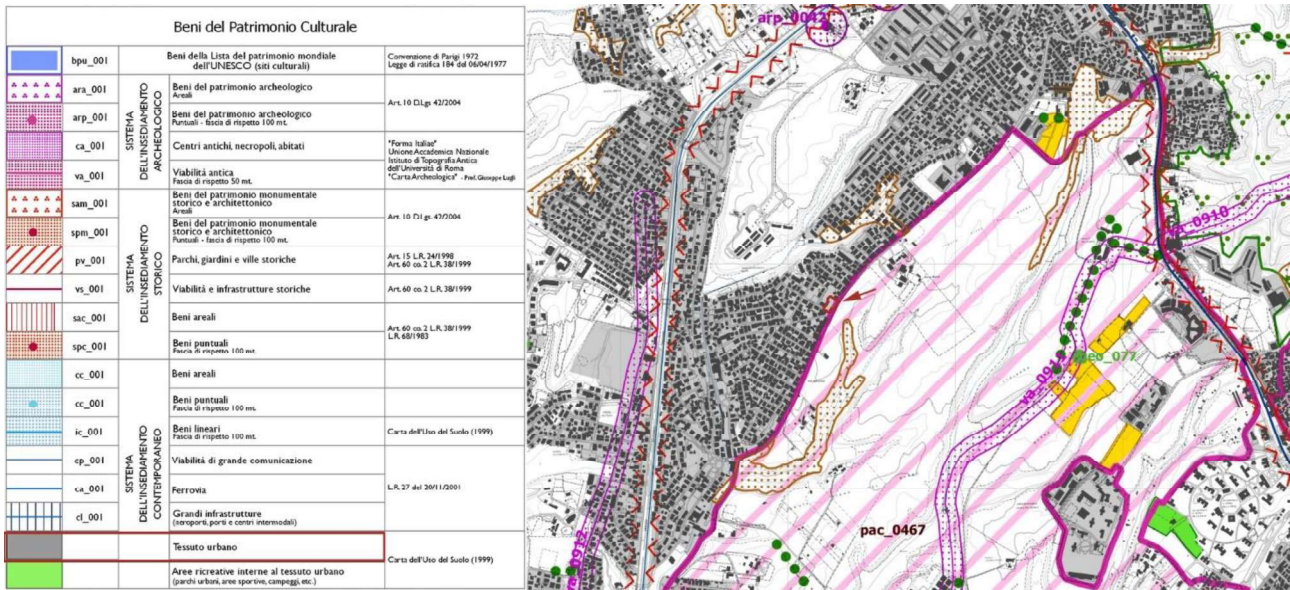 Beni del Patrimonio Culturale
bpu_001
Beni della Lista del patrimonio mondiale
dell'UNESCO (siti culturali)
Convenzione di Parigi 1972
Legge di ratifica 184 del 06/04/1977
SISTEMA
DELL'INSEDIAMENTO
ARCHEOLOGICO
ara_001
Beni del patrimonio archeologico
Areali
Art. 10 D.Lgs 42/2004
arp_001
Beni del patrimonio archeologico
Puntuali - fascia di rispetto 100 mt.
ca_001
Centri antichi, necropoli, abitati
"Forma Italiae"
Unione Accademica Nazionale
Istituto di Topografia Antica
dell'Università di Roma
"Carta Archeologica" - Prof. Giuseppe Lugli
va_001
Viabilità antica
Fascia di rispetto 50 mt.
SISTEMA
DELL'INSEDIAMENTO
STORICO
sam_001
Beni del patrimonio monumentale
storico e architettonico
Areali
Art. 10 D.Lgs. 42/2004
spm_001
Beni del patrimonio monumentale
storico e architettonico
Puntuali - fascia di rispetto 100 mt.
pv_001
Parchi, giardini e ville storiche
Art. 15 L.R. 24/1998
Art. 60 co. 2 L.R. 38/1999
vs_001
Viabilità e infrastrutture storiche
Art. 60 co. 2 L.R. 38/1999
sac_001
Beni areali
Art. 60 co. 2 L.R. 38/1999
L.R. 68/1983
spc_001
Beni puntuali
Fascia di rispetto 100 mt.
SISTEMA
DELL'INSEDIAMENTO
CONTEMPORANEO
cc_001
Beni areali
cc_001
Beni puntuali
Fascia di rispetto 100 mt.
ic_001
Beni lineari
Fascia di rispetto 100 mt.
Carta dell'Uso del Suolo (1999)
cp_001
Viabilità di grande comunicazione
L.R. 27 del 20/11/2001
ca_001
Ferrovia
cl_001
Grandi infrastrutture
(aeroporti, porti e centri intermodali)
Tessuto urbano
Carta dell'Uso del Suolo (1999)
Aree ricreative interne al tessuto urbano
(parchi urbani, aree sportive, campeggi, etc.)
arp_0042
va_0910
va_0911
geo_077
pac_0467
va_0912